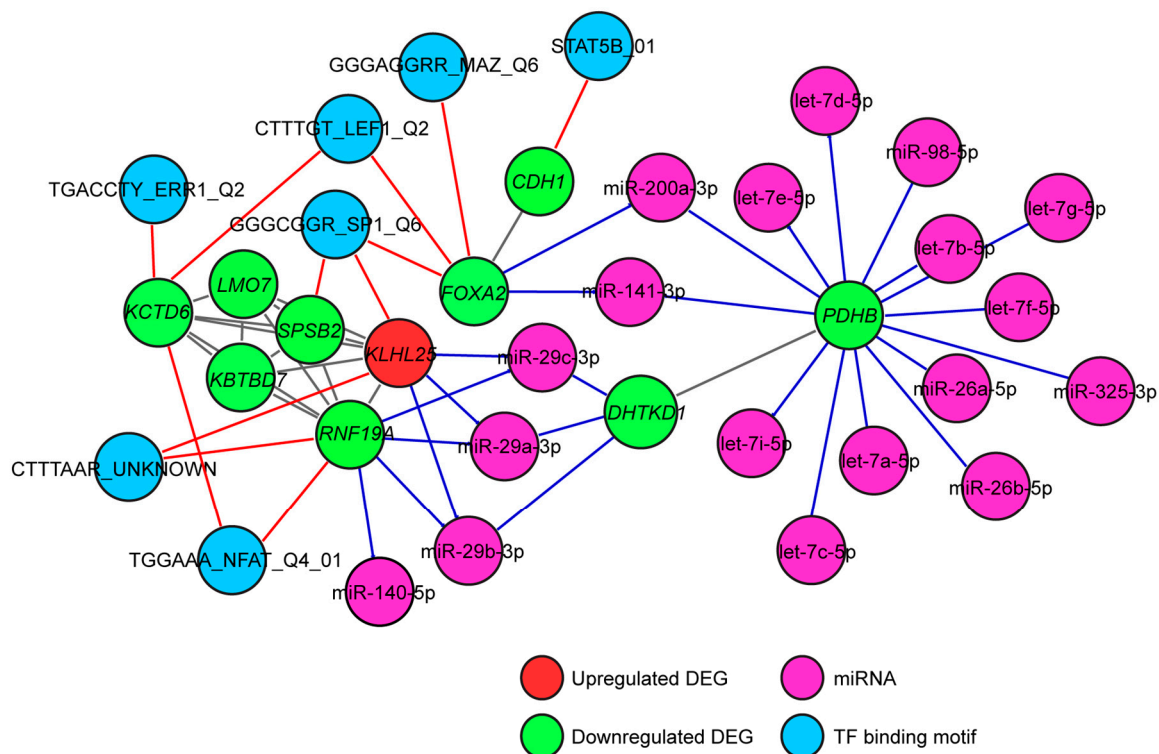 STAT5B_01
GGGAGGRR_MAZ_Q6
let-7d-5p
CTTTGT_LEF1_Q2
miR-98-5p
CDH1
TGACCTY_ERR1_Q2
miR-200a-3p
let-7e-5p
let-7g-5p
GGGCGGR_SP1_Q6
let-7b-5p
LMO7
FOXA2
miR-141-3p
let-7f-5p
KCTD6
PDHB
SPSB2
KLHL25
miR-29c-3p
KBTBD7
miR-26a-5p
miR-325-3p
DHTKD1
RNF19A
miR-29a-3p
let-7i-5p
let-7a-5p
CTTTAAR_UNKNOWN
miR-26b-5p
let-7c-5p
miR-29b-3p
TGGAAA_NFAT_Q4_01
miR-140-5p
Upregulated DEG
miRNA
Downregulated DEG
TF binding motif